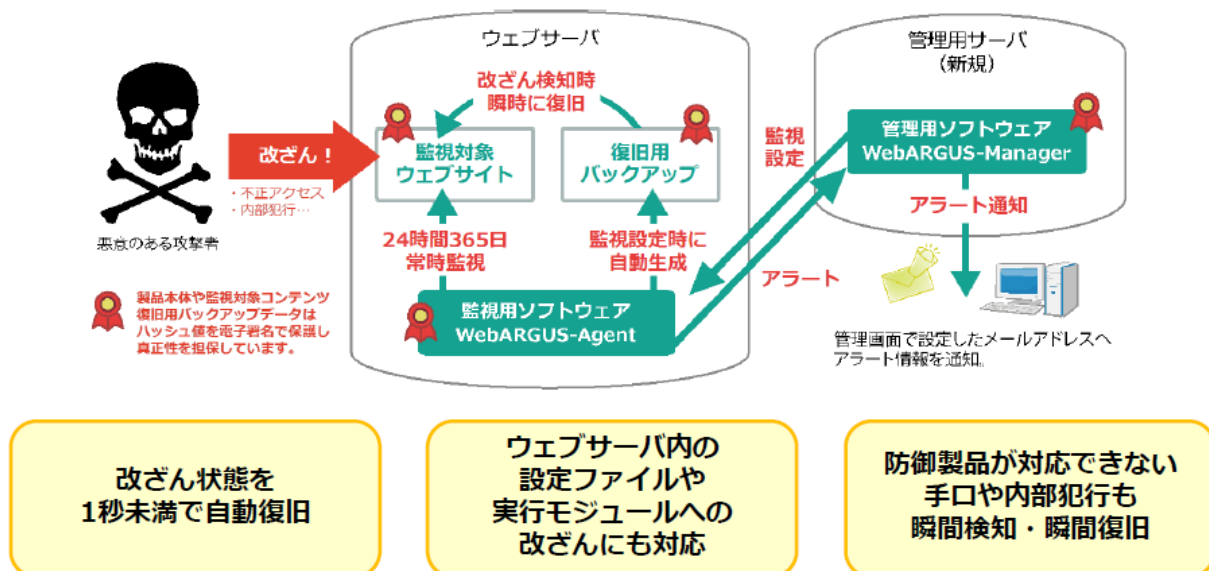 ウェブサーバ
管理用サーバ
（新規）
改ざん検知時
瞬時に復旧
改ざん！
・不正アクセス
・内部犯行…
悪意のある攻撃者
監視対象
ウェブサイト
復旧用
バックアップ
監視
設定
管理用ソフトウェア
WebARGUS-Manager
アラート通知
24時間365日
常時監視
監視設定時に
自動生成
アラート
製品本体や監視対象コンテンツ
復旧用バックアップデータは
ハッシュ値を電子署名で保護し
真正性を担保しています。
監視用ソフトウェア
WebARGUS-Agent
管理画面で設定したメールアドレスへ
アラート情報を通知。
改ざん状態を
1秒未満で自動復旧
ウェブサーバ内の
設定ファイルや
実行モジュールへの
改ざんにも対応
防御製品が対応できない
手口や内部犯行も
瞬間検知・瞬間復旧